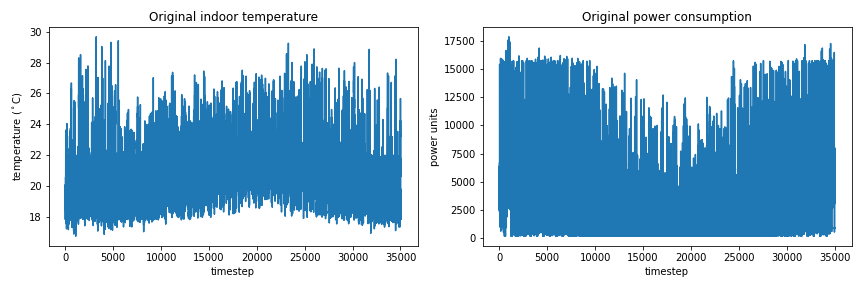 Original indoor temperature
temperature (°C)
30
28
26
24
22
20
18
0 5000 10000 15000 20000 25000 30000 35000
timestep
Original power consumption
power units
17500
15000
12500
10000
7500
5000
2500
0
0 5000 10000 15000 20000 25000 30000 35000
timestep